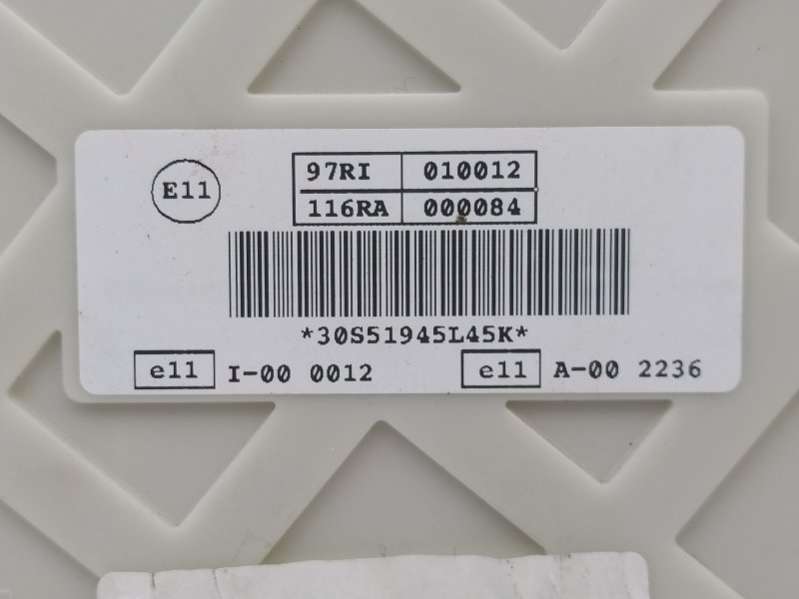 E11
97RI 010012
116RA 000084
*30S51945L45K*
e11 I-00 0012 e11 A-00 2236